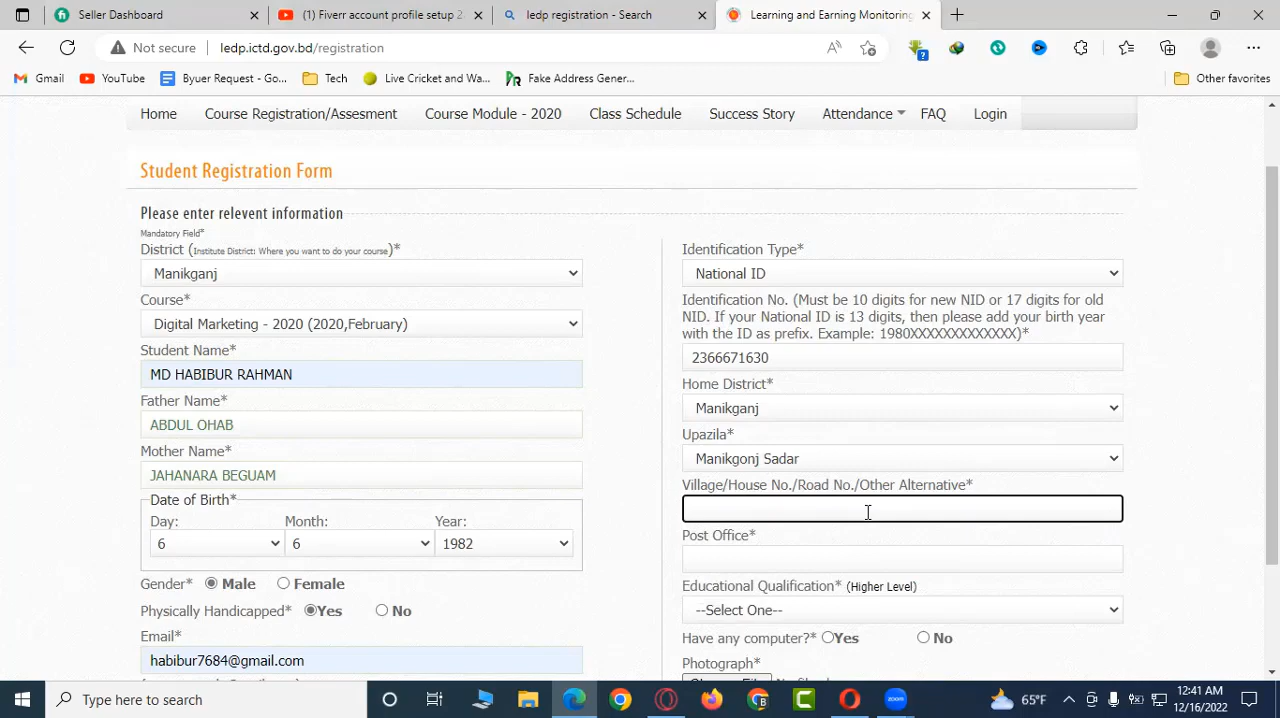 Seller Dashboard
Fiverr account profile setup 2
ledp registration - Search
Learning and Earning Monitoring
Not secure
ledp.ictd.gov.bd/registration
Gmail
YouTube
Byuer Request - Go...
Tech
Live Cricket and Wa...
Fake Address Gener...
Other favorites
Home
Course Registration/Assesment
Course Module - 2020
Class Schedule
Success Story
Attendance
FAQ
Login
Student Registration Form
Please enter relevent information
Mandatory Field*
District (Institute District: Where you want to do your course)*
Manikganj
Course*
Digital Marketing - 2020 (2020,February)
Student Name*
MD HABIBUR RAHMAN
Father Name*
ABDUL OHAB
Mother Name*
JAHANARA BEGUAM
Date of Birth*
Day:
Month:
Year:
6
6
1982
Gender*
Male
Female
Physically Handicapped*
Yes
No
Email*
habibur7684@gmail.com
Identification Type*
National ID
Identification No. (Must be 10 digits for new NID or 17 digits for old
NID. If your National ID is 13 digits, then please add your birth year
with the ID as prefix. Example: 1980XXXXXXXXXXXXX)*
2366671630
Home District*
Manikganj
Upazila*
Manikgonj Sadar
Village/House No./Road No./Other Alternative*
Post Office*
Educational Qualification* (Higher Level)
--Select One--
Have any computer?*
Yes
No
Photograph*
Type here to search
65°F
12:41 AM
12/16/2022